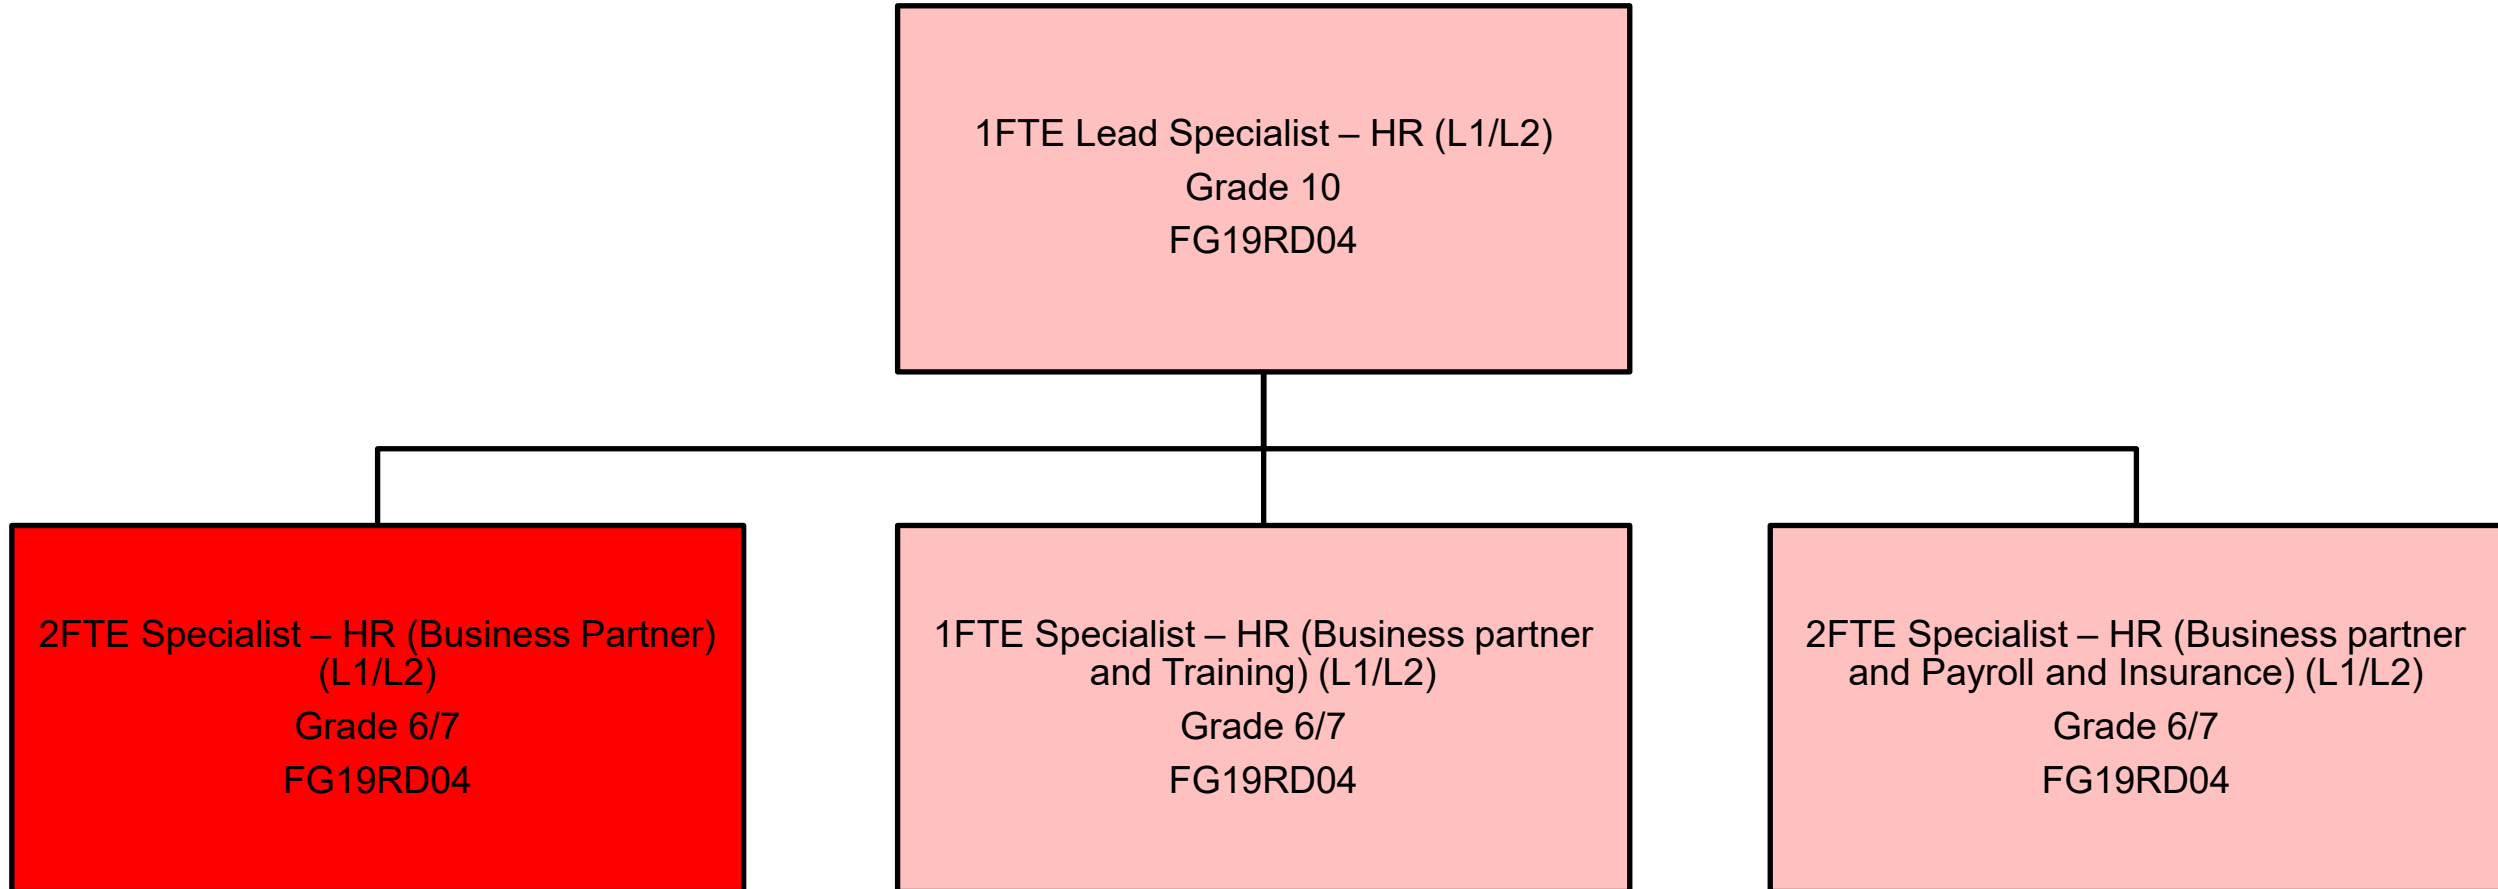 1FTE Lead Specialist – HR (L1/L2)
Grade 10
FG19RD04
2FTE Specialist – HR (Business Partner)
(L1/L2)
Grade 6/7
FG19RD04
1FTE Specialist – HR (Business partner
and Training) (L1/L2)
Grade 6/7
FG19RD04
2FTE Specialist – HR (Business partner
and Payroll and Insurance) (L1/L2)
Grade 6/7
FG19RD04